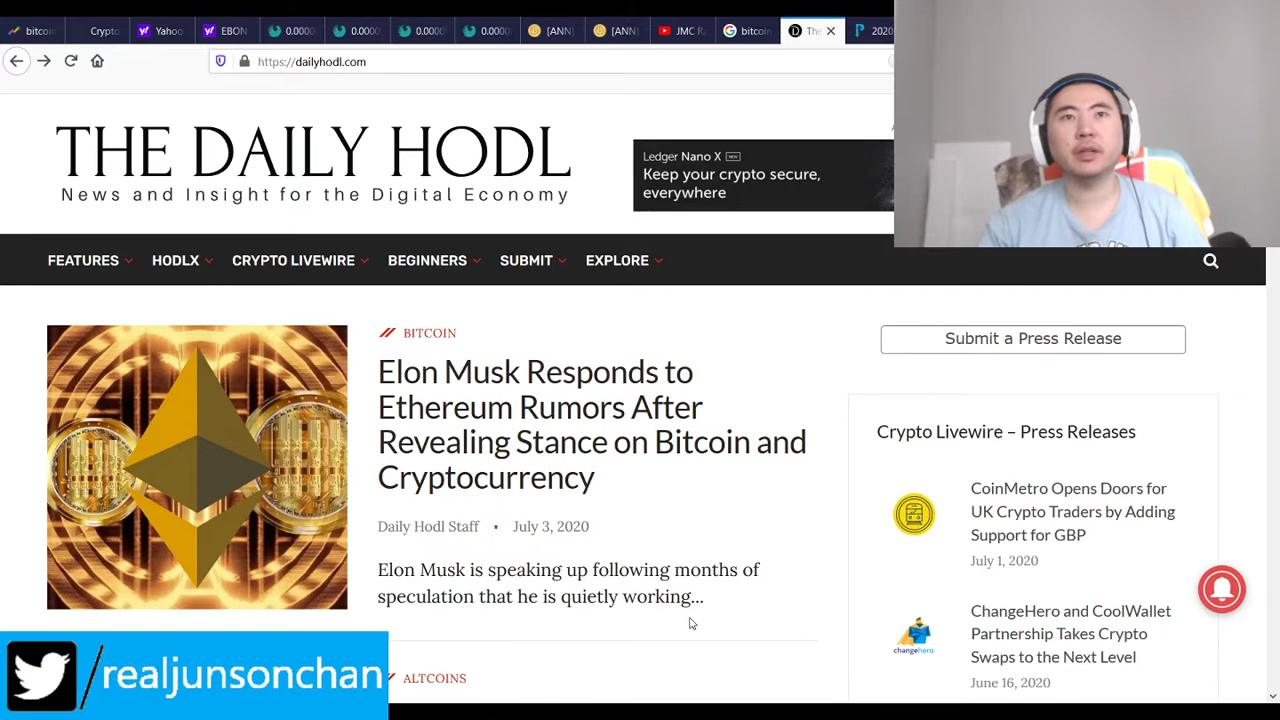 bitcoin
Crypto
Yahoo
EBON
0.0000
0.0000
0.0000
0.0000
[ANN]
[ANN]
JMC R
bitcoin
The
2020
https://dailyhodl.com
THE DAILY HODL
News and Insight for the Digital Economy
Ledger Nano X NEW
Keep your crypto secure,
everywhere
FEATURES
HODLX
CRYPTO LIVEWIRE
BEGINNERS
SUBMIT
EXPLORE
BITCOIN
Elon Musk Responds to
Ethereum Rumors After
Revealing Stance on Bitcoin and
Cryptocurrency
Daily Hodl Staff • July 3, 2020
Elon Musk is speaking up following months of
speculation that he is quietly working...
ALTCOINS
Submit a Press Release
Crypto Livewire – Press Releases
CoinMetro Opens Doors for
UK Crypto Traders by Adding
Support for GBP
July 1, 2020
changehero
ChangeHero and CoolWallet
Partnership Takes Crypto
Swaps to the Next Level
June 16, 2020
/realjunsonchan